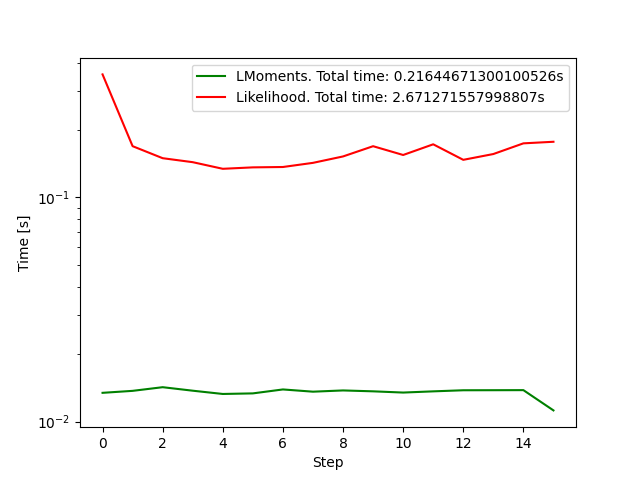 LMoments. Total time: 0.21644671300100526s
Likelihood. Total time: 2.671271557998807s
10⁻¹
10⁻²
Time [s]
0 2 4 6 8 10 12 14
Step